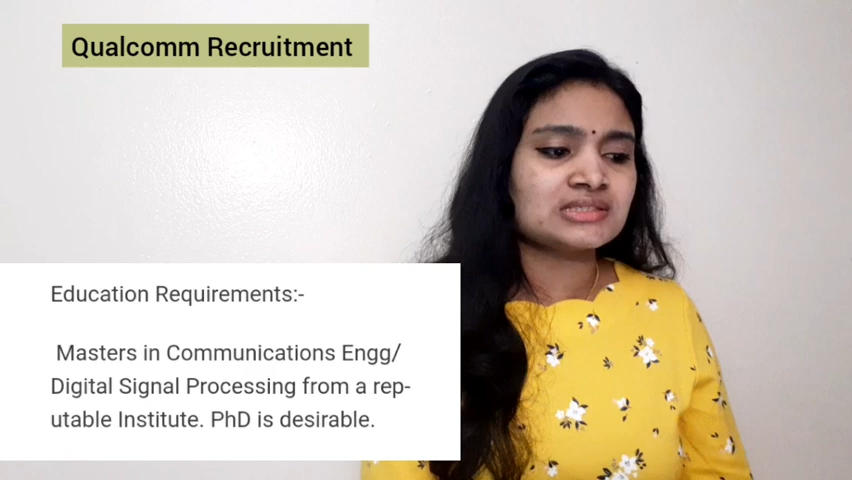 Qualcomm Recruitment
Education Requirements:-
Masters in Communications Engg/
Digital Signal Processing from a rep-
utable Institute. PhD is desirable.